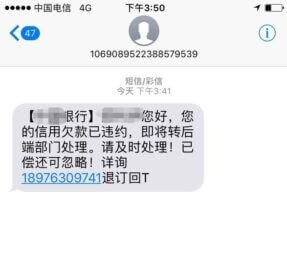 中国电信 4G 下午3:50
47
1069089522388579539
短信/彩信
今天 下午3:41
【银行】您好，您
的信用欠款已违约，即将转后
端部门处理。请及时处理！已
偿还可忽略！详询
18976309741退订回T